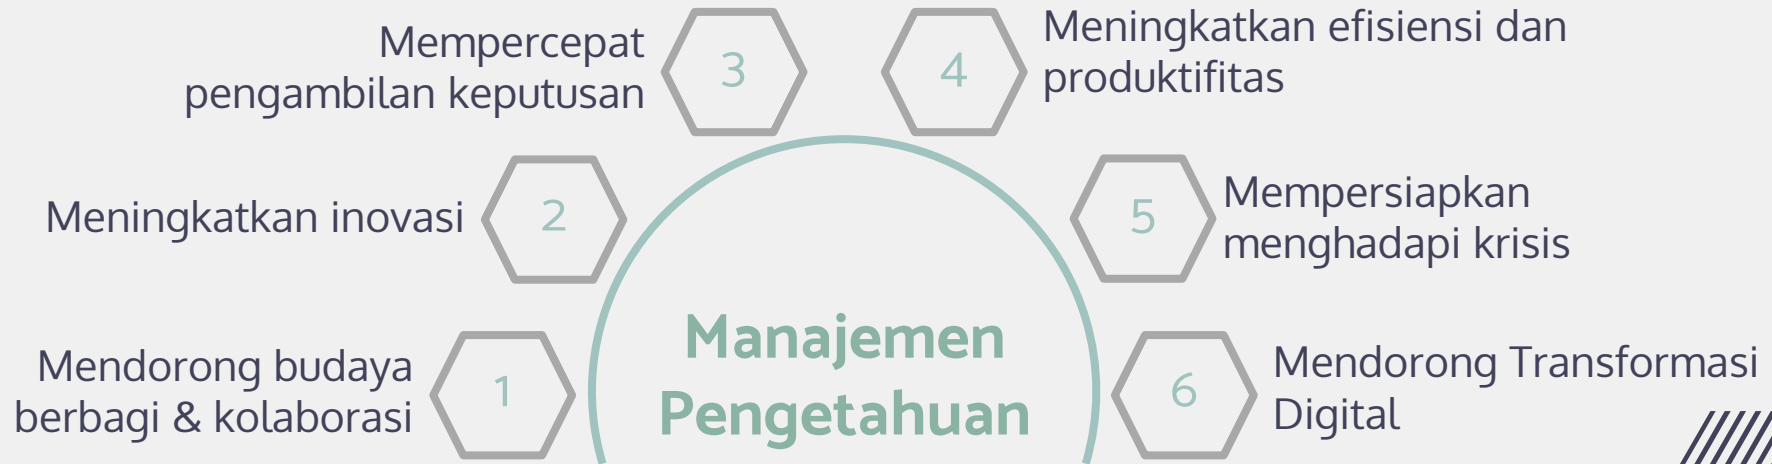 Mempercepat
pengambilan keputusan
3
4
Meningkatkan efisiensi dan
produktifitas
Meningkatkan inovasi
2
5
Mempersiapkan
menghadapi krisis
Mendorong budaya
berbagi & kolaborasi
1
Manajemen
Pengetahuan
6
Mendorong Transformasi
Digital